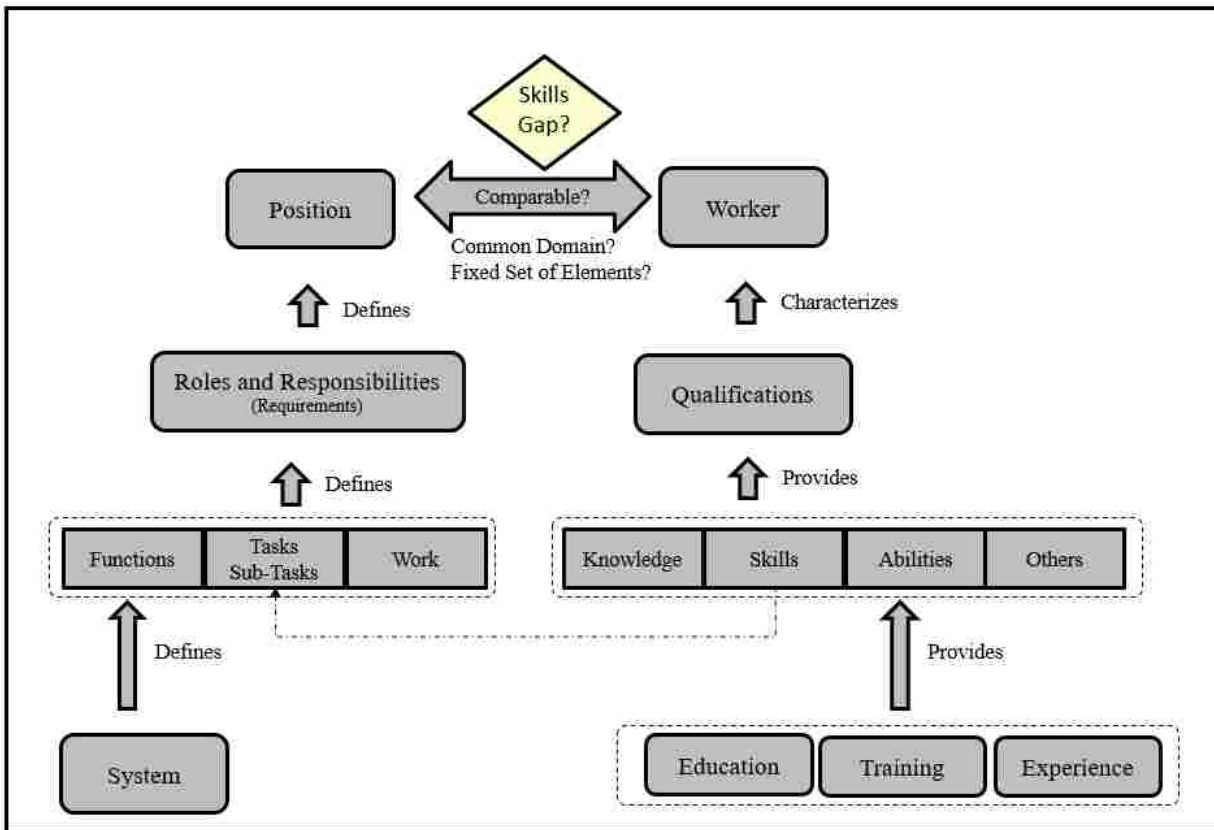 Skills
Gap?
Position
Comparable?
Worker
Common Domain?
Fixed Set of Elements?
Defines
Characterizes
Roles and Responsibilities
(Requirements)
Qualifications
Defines
Provides
Functions
Tasks
Sub-Tasks
Work
Knowledge
Skills
Abilities
Others
Defines
Provides
System
Education
Training
Experience